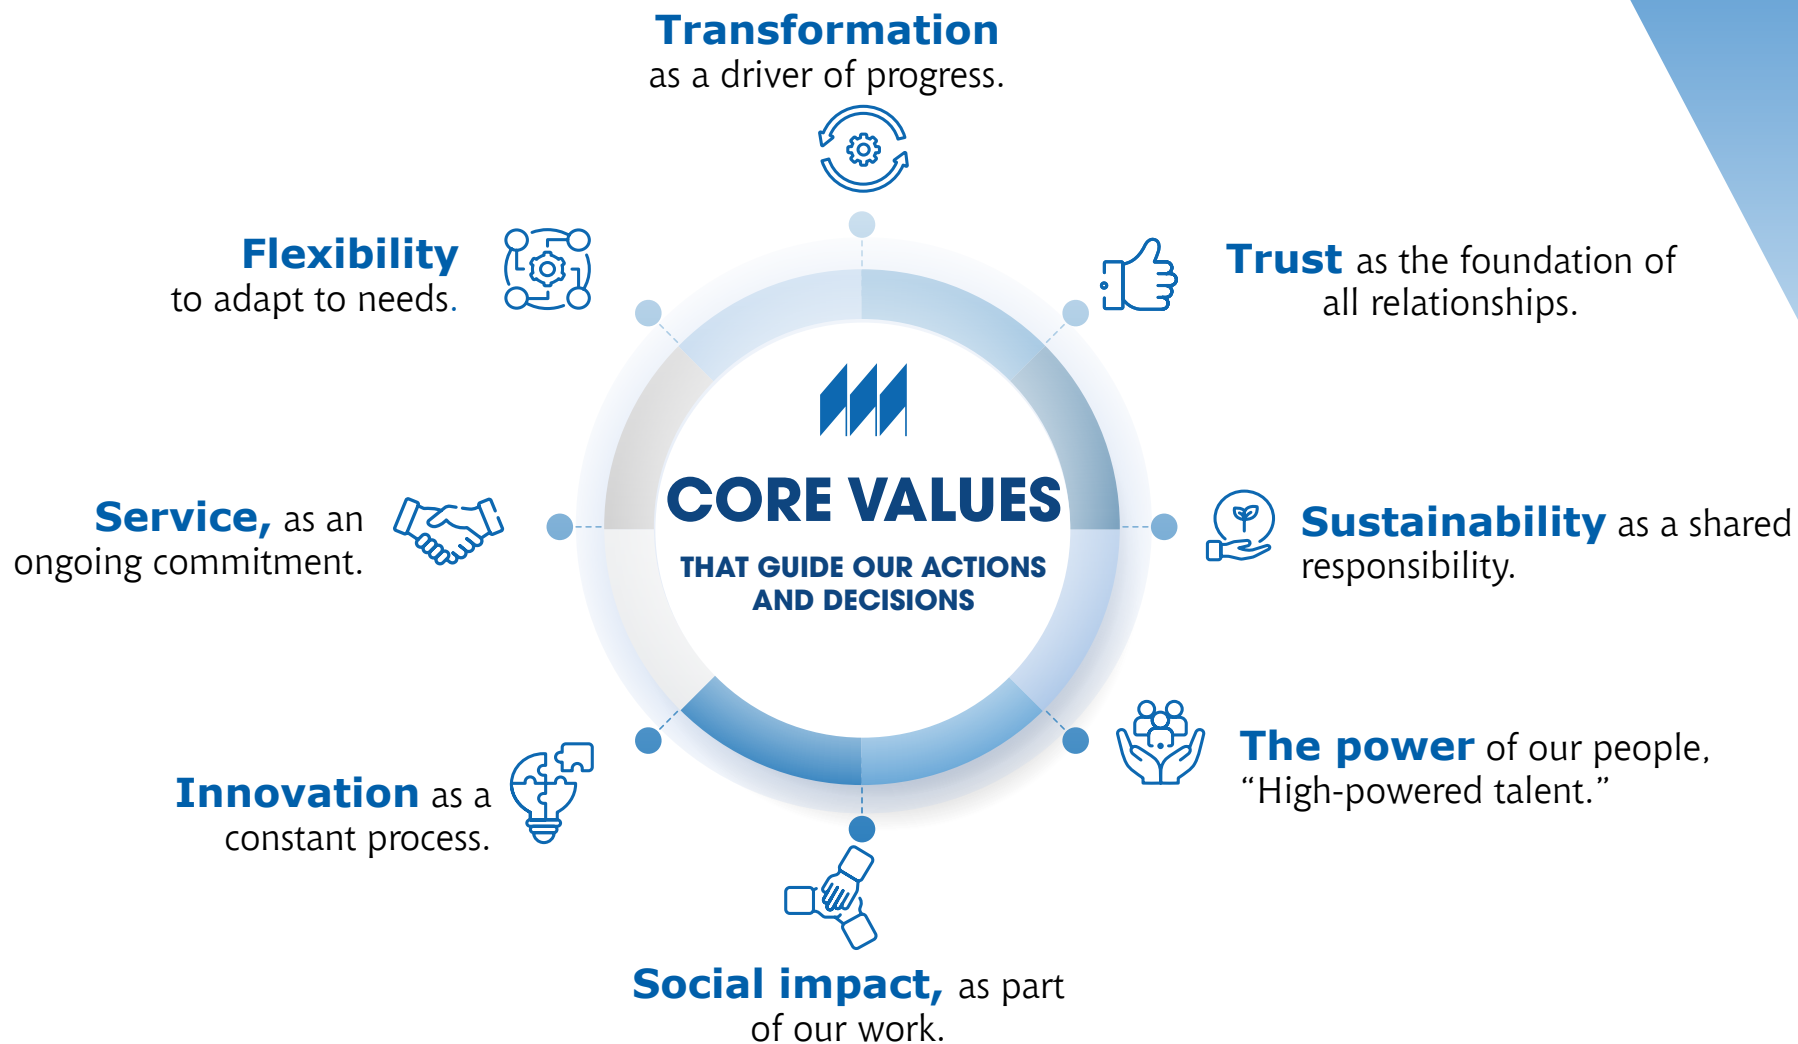 Transformation
as a driver of progress.
Trust as the foundation of
all relationships.
Sustainability as a shared
responsibility.
The power of our people,
“High-powered talent.”
Social impact, as part
of our work.
Innovation as a
constant process.
Service, as an
ongoing commitment.
Flexibility
to adapt to needs.
CORE VALUES
THAT GUIDE OUR ACTIONS
AND DECISIONS